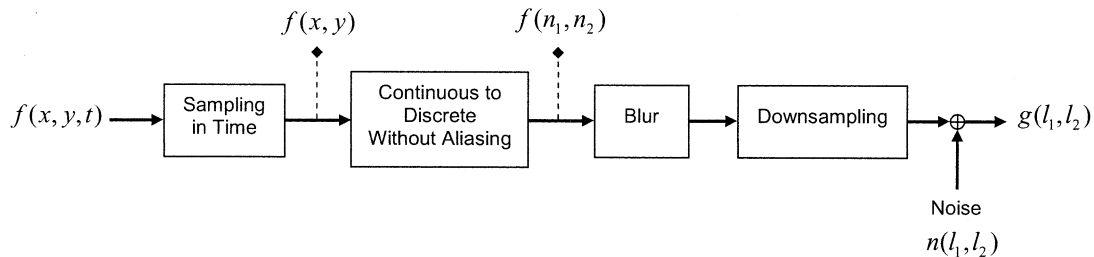 f(x, y)
f(n₁, n₂)
f(x, y, t)
Sampling
in Time
Continuous to
Discrete
Without Aliasing
Blur
Downsampling
g(l₁, l₂)
Noise
n(l₁, l₂)